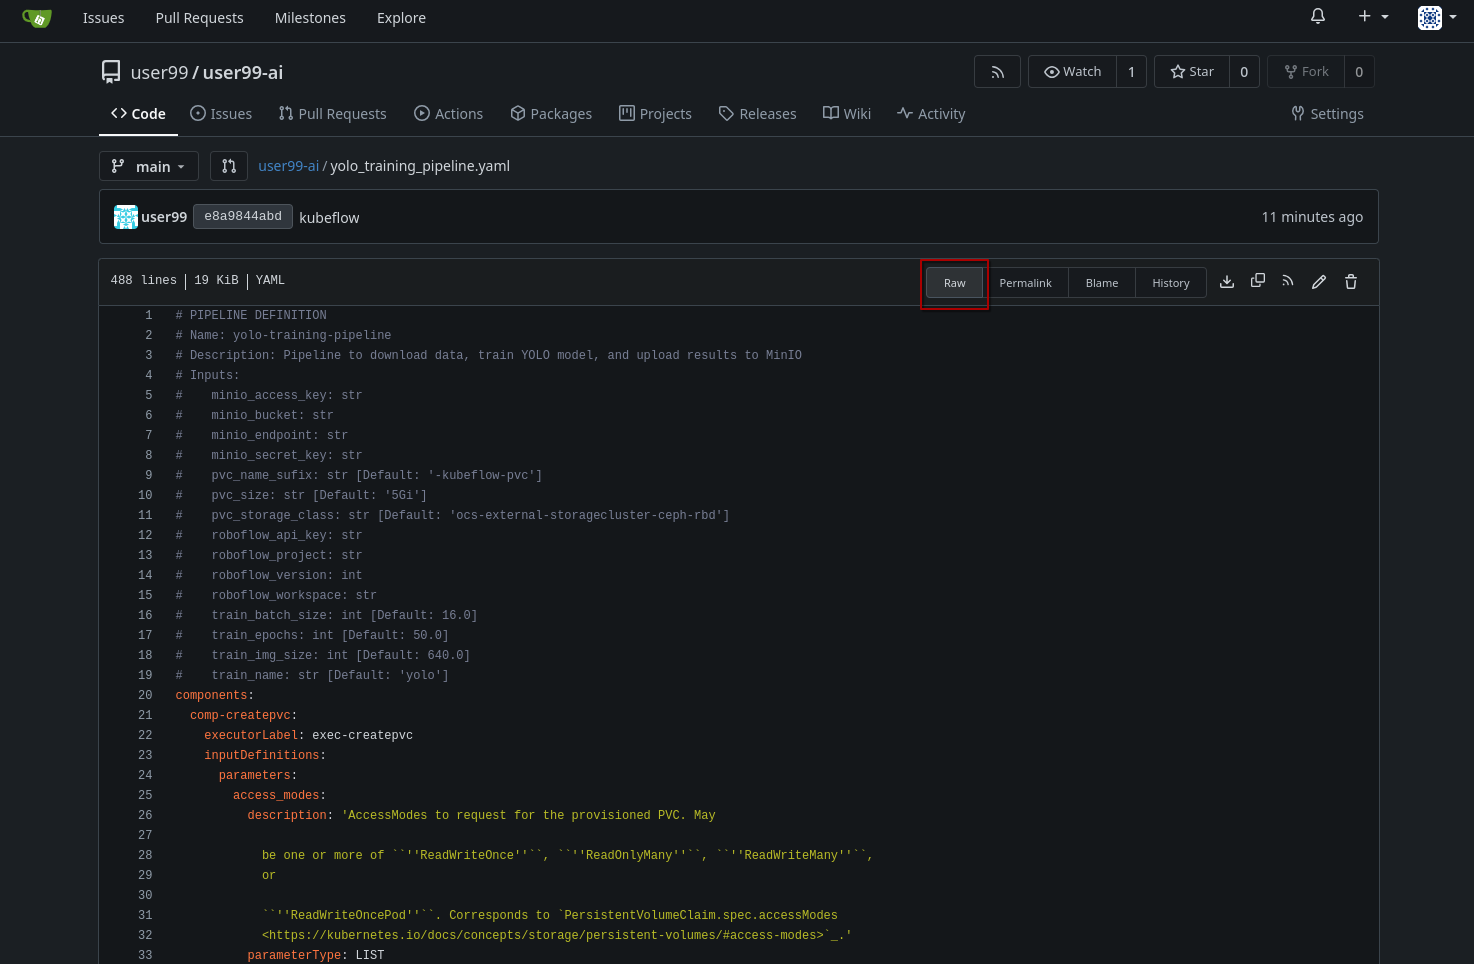 Issues Pull Requests Milestones Explore
user99 / user99-ai
Watch 1 Star 0 Fork 0
Code Issues Pull Requests Actions Packages Projects Releases Wiki Activity Settings
main user99-ai / yolo_training_pipeline.yaml
user99 e8a9844abd kubeflow 11 minutes ago
488 lines 19 KiB YAML Raw Permalink Blame History
1 # PIPELINE DEFINITION
2 # Name: yolo-training-pipeline
3 # Description: Pipeline to download data, train YOLO model, and upload results to MinIO
4 # Inputs:
5 #    minio_access_key: str
6 #    minio_bucket: str
7 #    minio_endpoint: str
8 #    minio_secret_key: str
9 #    pvc_name_sufix: str [Default: '-kubeflow-pvc']
10 #    pvc_size: str [Default: '5Gi']
11 #    pvc_storage_class: str [Default: 'ocs-external-storagecluster-ceph-rbd']
12 #    roboflow_api_key: str
13 #    roboflow_project: str
14 #    roboflow_version: int
15 #    roboflow_workspace: str
16 #    train_batch_size: int [Default: 16.0]
17 #    train_epochs: int [Default: 50.0]
18 #    train_img_size: int [Default: 640.0]
19 #    train_name: str [Default: 'yolo']
20 components:
21   comp-createpvc:
22     executorLabel: exec-createpvc
23     inputDefinitions:
24       parameters:
25         access_modes:
26           description: 'AccessModes to request for the provisioned PVC. May
27
28             be one or more of ``''ReadWriteOnce''``, ``''ReadOnlyMany''``, ``''ReadWriteMany''``,
29             or
30
31             ``''ReadWriteOncePod''``. Corresponds to `PersistentVolumeClaim.spec.accessModes
32             <https://kubernetes.io/docs/concepts/storage/persistent-volumes/#access-modes>`_.'
33           parameterType: LIST